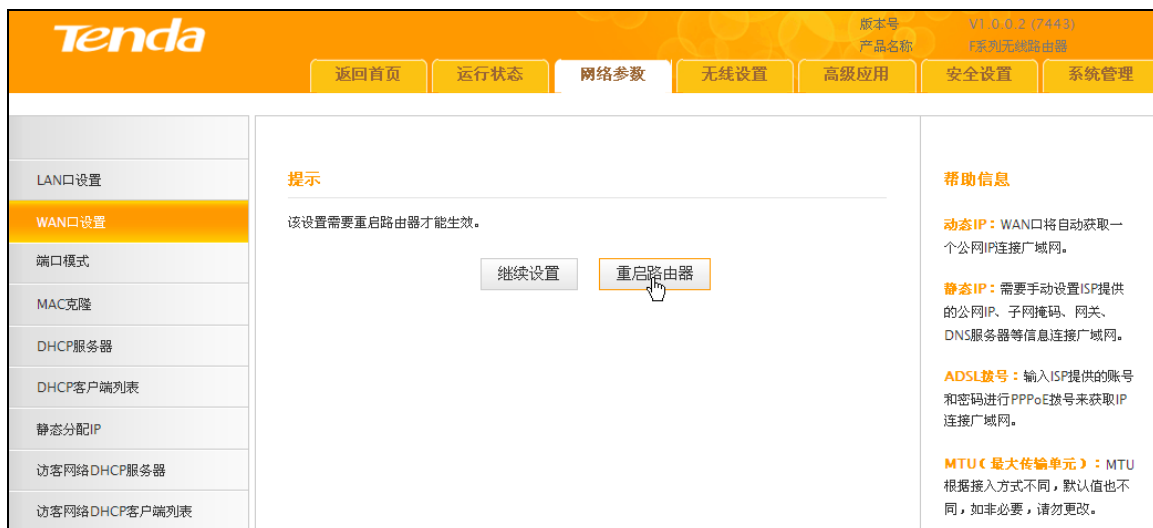 Tenda
版本号 V1.0.0.2 (7443)
产品名称 F系列无线路由器
返回首页 运行状态 网络参数 无线设置 高级应用 安全设置 系统管理
LAN口设置
WAN口设置
端口模式
MAC克隆
DHCP服务器
DHCP客户端列表
静态分配IP
访客网络DHCP服务器
访客网络DHCP客户端列表
提示
该设置需要重启路由器才能生效。
继续设置 重启路由器
帮助信息
动态IP：WAN口将自动获取一
个公网IP连接广域网。
静态IP：需要手动设置ISP提供
的公网IP、子网掩码、网关、
DNS服务器等信息连接广域网。
ADSL拨号：输入ISP提供的账号
和密码进行PPPoE拨号来获取IP
连接广域网。
MTU（最大传输单元）：MTU
根据接入方式不同，默认值也不
同，如非必要，请勿更改。